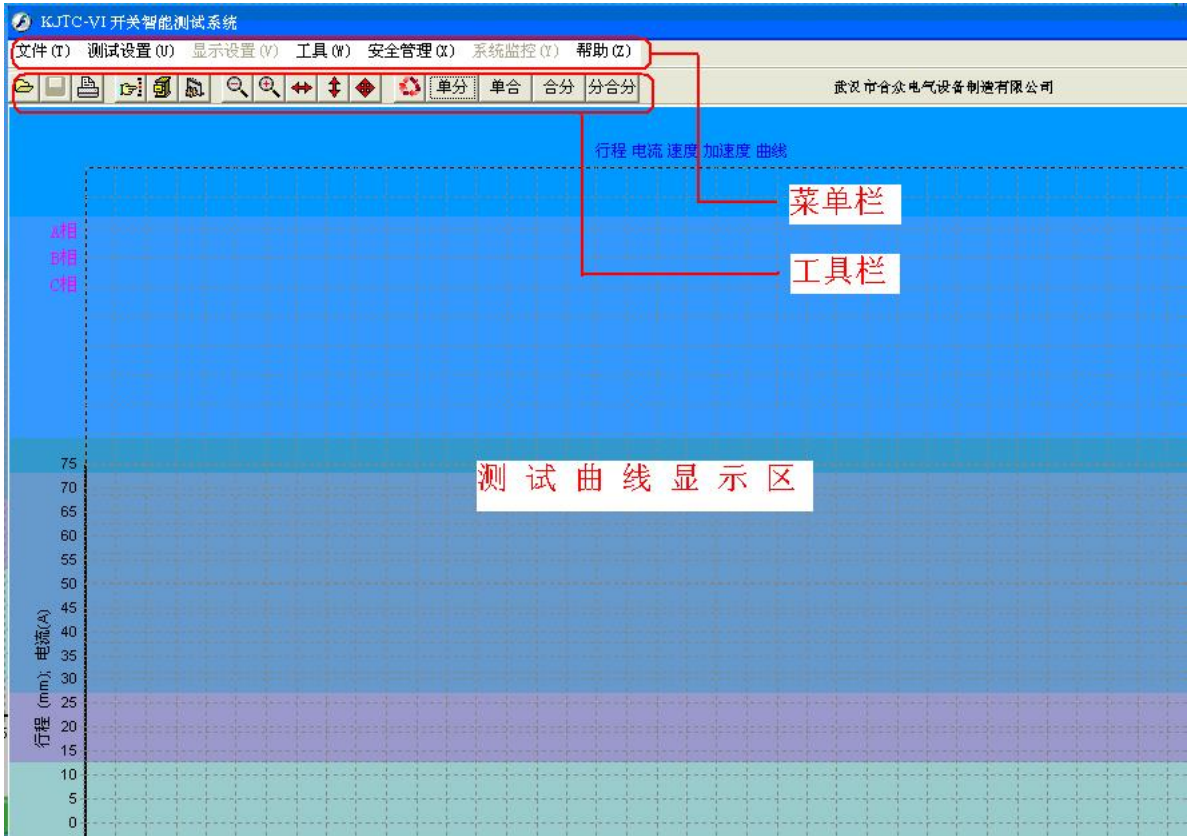 KJTC-VI 开关智能测试系统
文件(T) 测试设置(U) 显示设置(V) 工具(W) 安全管理(X) 系统监控(Y) 帮助(Z)
单分 单合 合分 分合分 武汉市合众电气设备制造有限公司
行程 电流 速度 加速度 曲线
菜单栏
A相
B相
工具栏
C相
75
测 试 曲 线 显 示 区
70
65
60
55
50
45
40
35
30
25
20
15
10
5
0
行程 (mm); 电流(A)